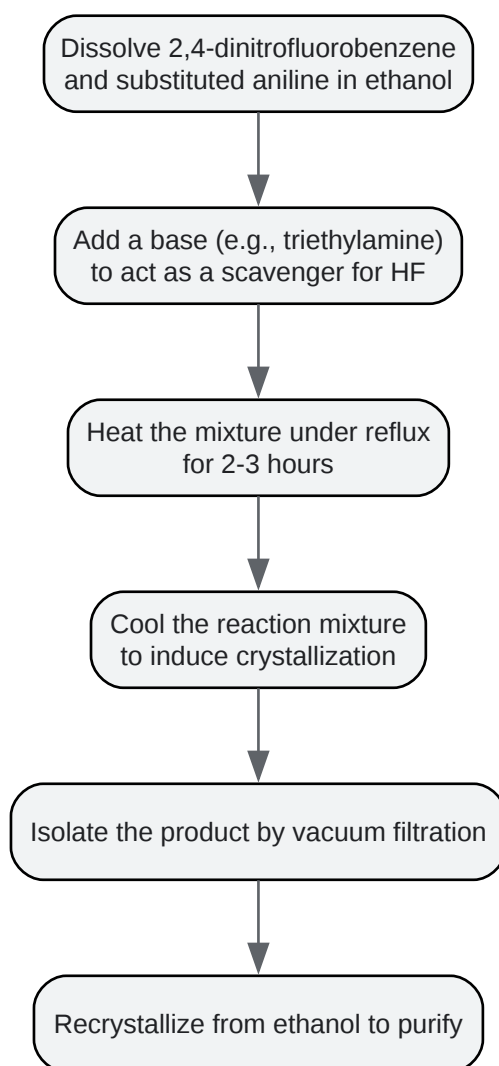 Dissolve 2,4-dinitrofluorobenzene
and substituted aniline in ethanol
Add a base (e.g., triethylamine)
to act as a scavenger for HF
Heat the mixture under reflux
for 2-3 hours
Cool the reaction mixture
to induce crystallization
Isolate the product by vacuum filtration
Recrystallize from ethanol to purify